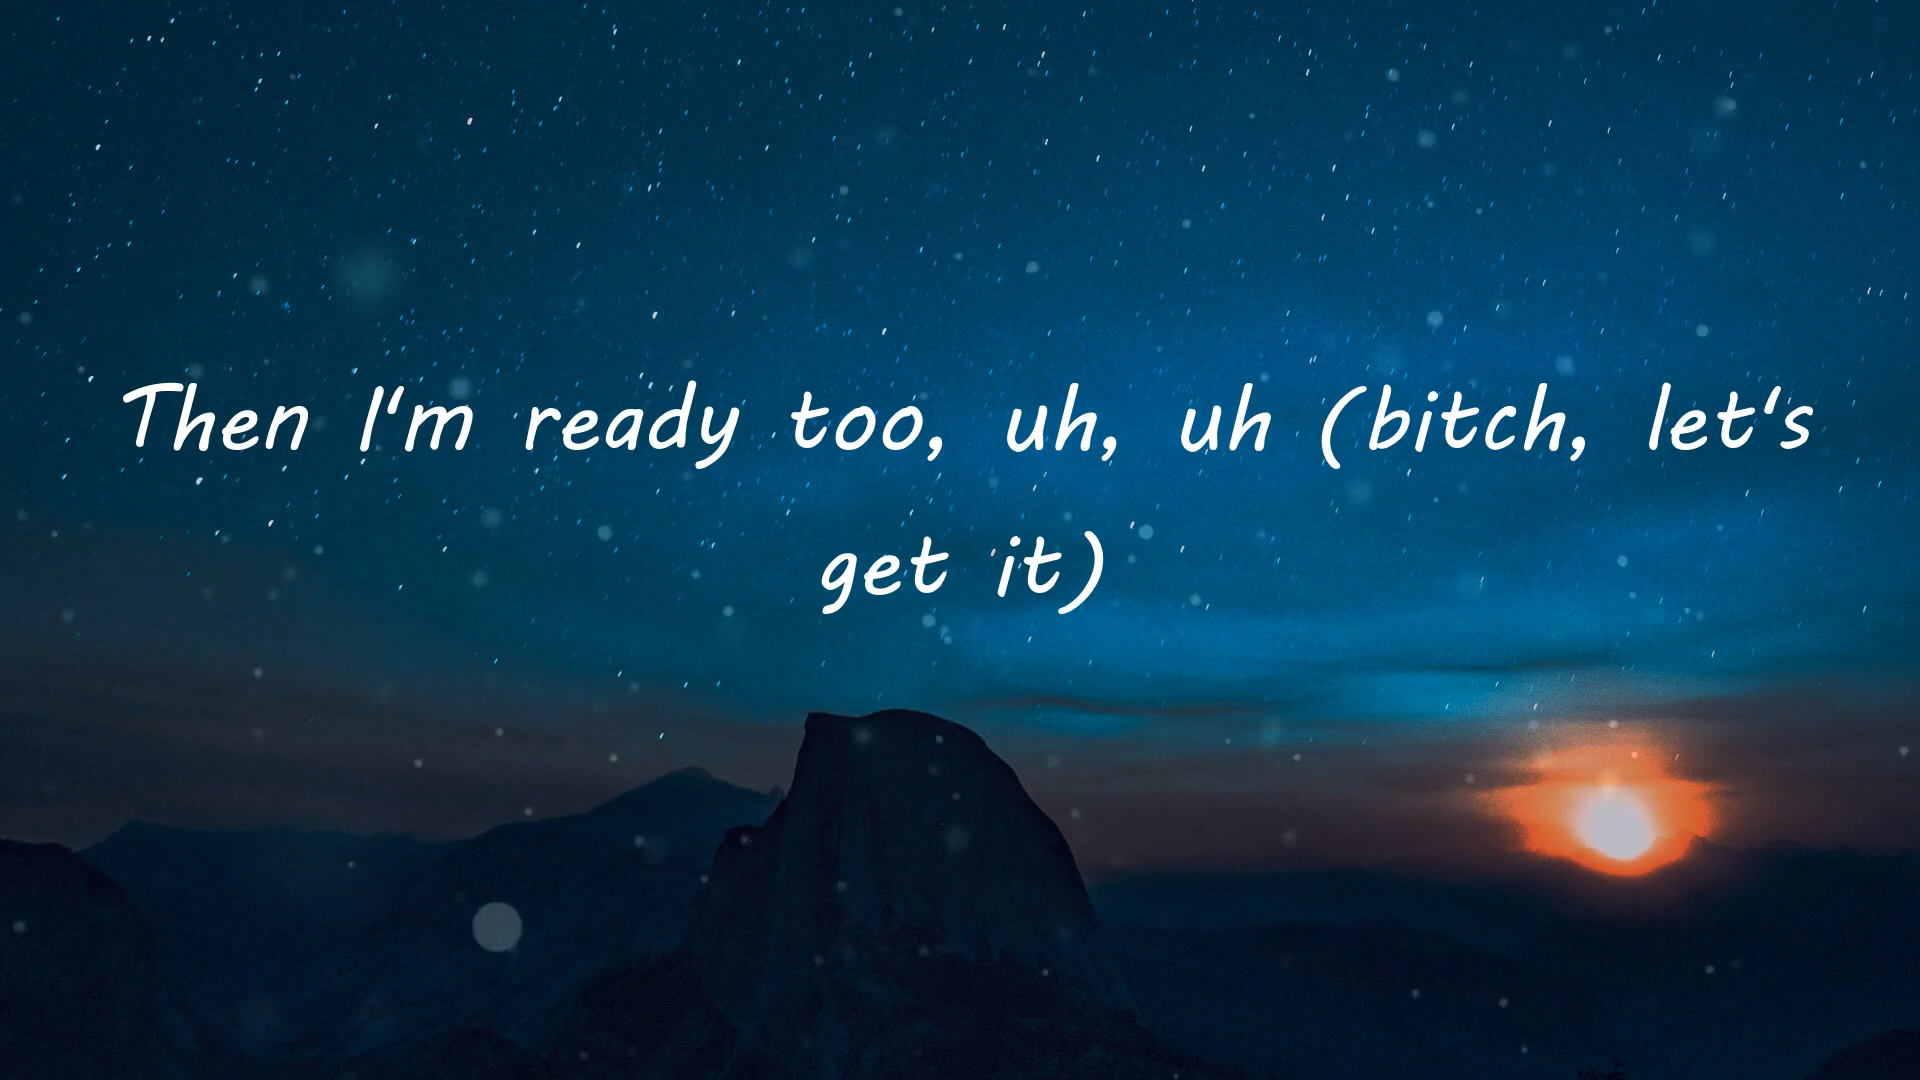 Then I'm ready too, uh, uh (bitch, let's
get it)